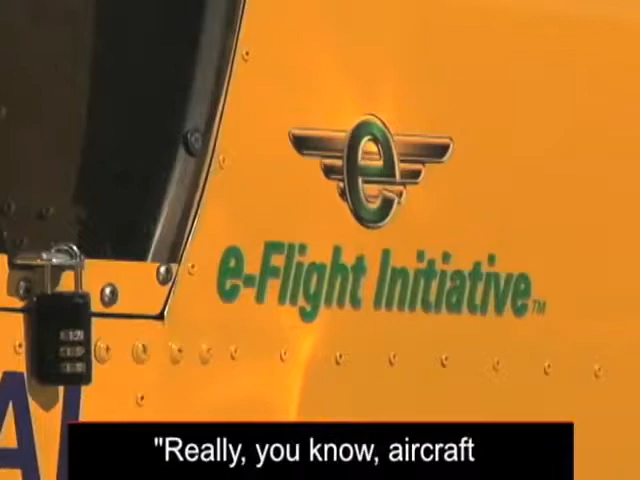 e
e-Flight Initiative™
A
"Really, you know, aircraft